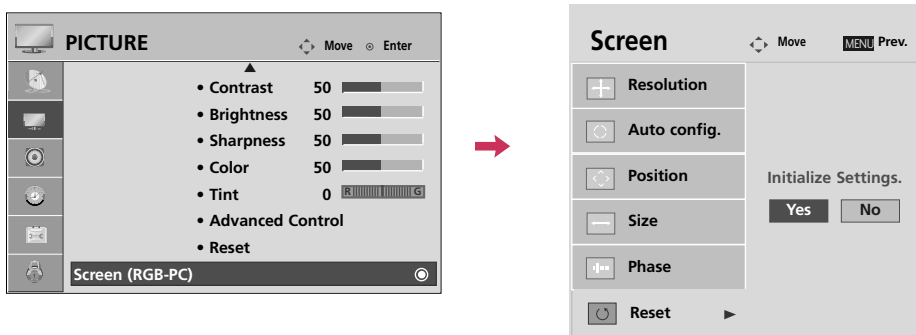 PICTURE Move Enter
• Contrast 50
• Brightness 50
• Sharpness 50
• Color 50
• Tint 0 R G
• Advanced Control
• Reset
Screen (RGB-PC)
Screen Move MENU Prev.
Resolution
Auto config.
Position
Size
Phase
Reset
Initialize Settings.
Yes No